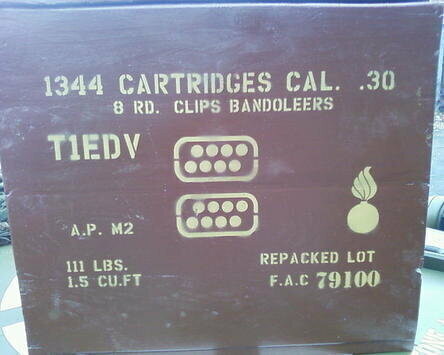 1344 CARTRIDGES CAL. .30
8 RD. CLIPS BANDOLEERS
T1EDV
A.P. M2
111 LBS.
1.5 CU.FT
REPACKED LOT
F.A.C 79100